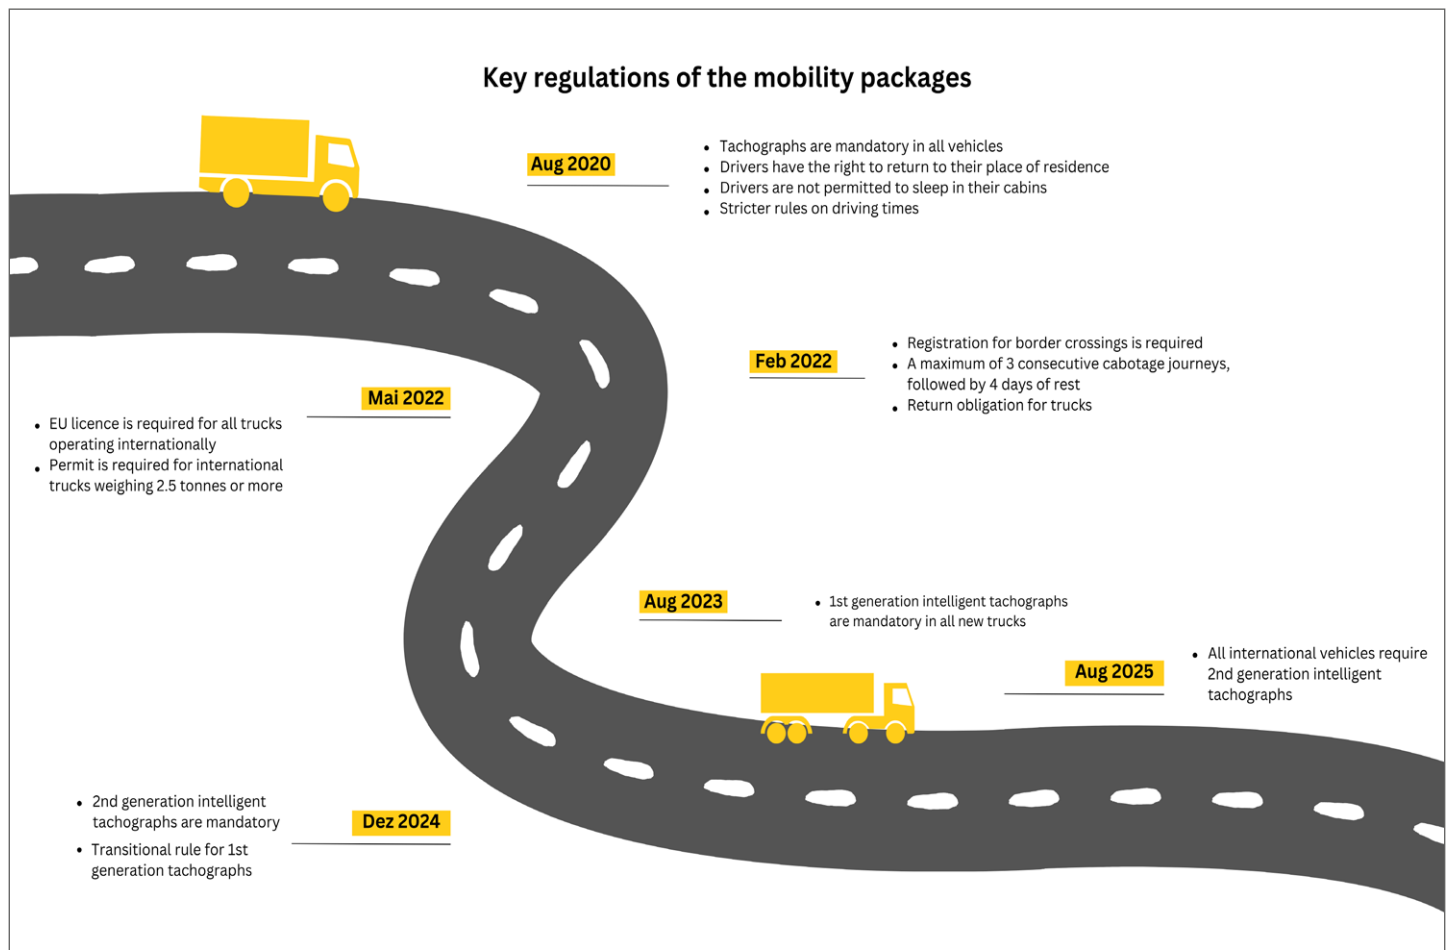 Key regulations of the mobility packages
Aug 2020
• Tachographs are mandatory in all vehicles
• Drivers have the right to return to their place of residence
• Drivers are not permitted to sleep in their cabins
• Stricter rules on driving times
Feb 2022
• Registration for border crossings is required
• A maximum of 3 consecutive cabotage journeys,
followed by 4 days of rest
• Return obligation for trucks
Mai 2022
• EU licence is required for all trucks
operating internationally
• Permit is required for international
trucks weighing 2.5 tonnes or more
Aug 2023
• 1st generation intelligent tachographs
are mandatory in all new trucks
Dez 2024
• 2nd generation intelligent
tachographs are mandatory
• Transitional rule for 1st
generation tachographs
Aug 2025
• All international vehicles require
2nd generation intelligent
tachographs